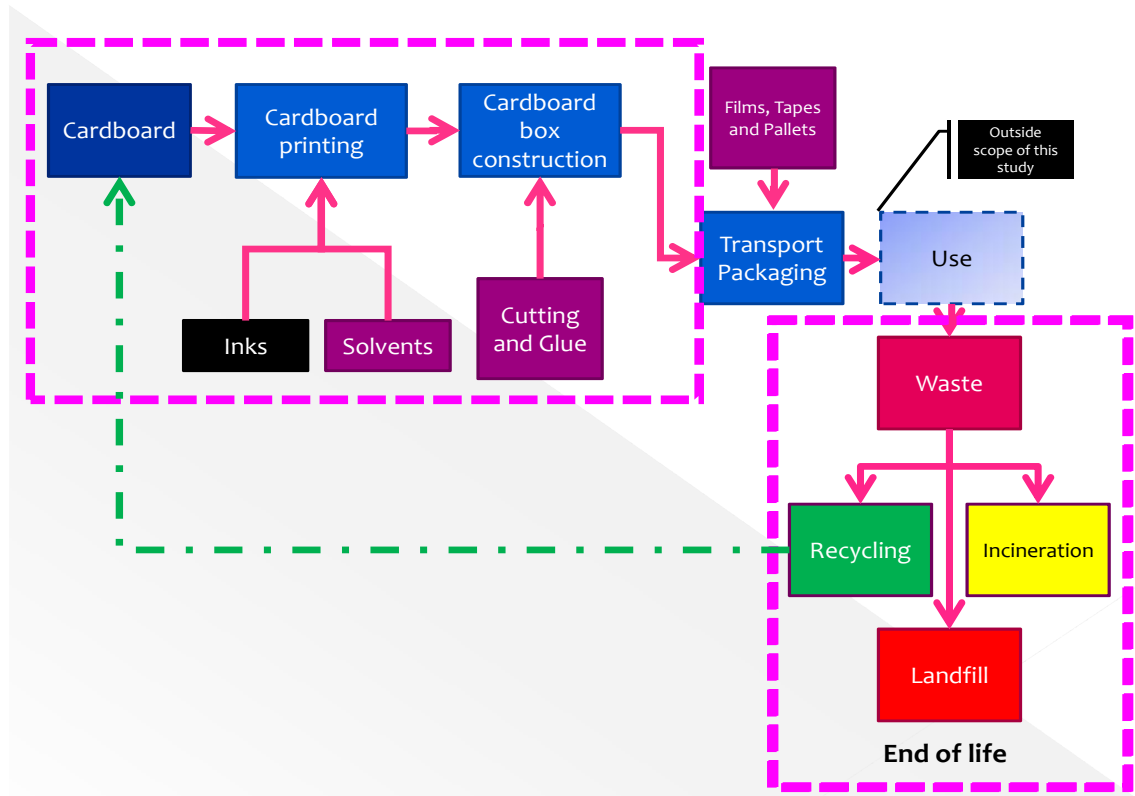 Cardboard
Cardboard
printing
Cardboard
box
construction
Films, Tapes
and Pallets
Outside
scope of this
study
Transport
Packaging
Use
Inks
Solvents
Cutting
and Glue
Waste
Recycling
Incineration
Landfill
End of life